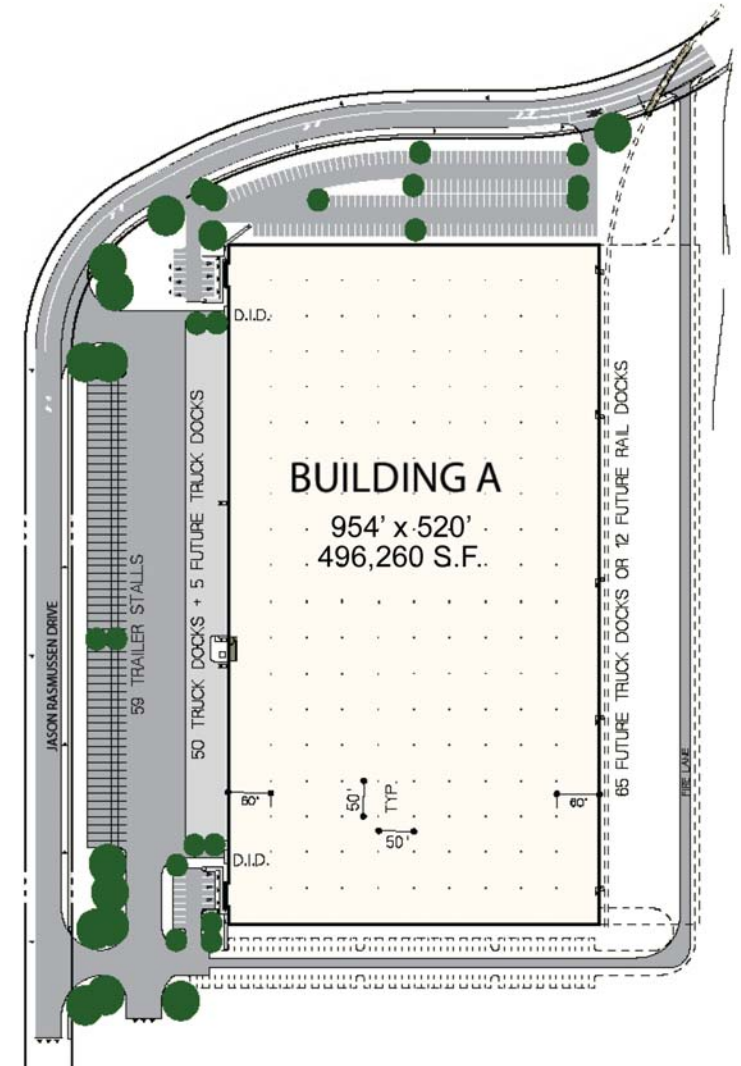 D.I.D.
BUILDING A
954' x 520'
496,260 S.F.
50 TRUCK DOCKS + 5 FUTURE TRUCK DOCKS
65 FUTURE TRUCK DOCKS OR 12 FUTURE RAIL DOCKS
59 TRAILER STALLS
JASON RASMUSSEN DRIVE
FIRE LANE
60'
50'
TYP.
50'
60'
D.I.D.